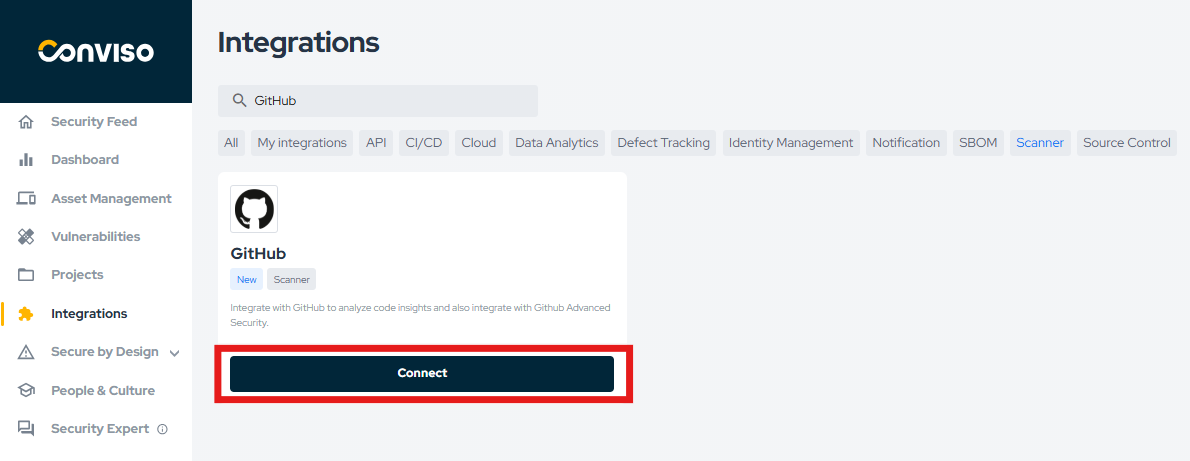 Conviso
Security Feed
Dashboard
Asset Management
Vulnerabilities
Projects
Integrations
Secure by Design
People & Culture
Security Expert
Integrations
GitHub
All My integrations API CI/CD Cloud Data Analytics Defect Tracking Identity Management Notification SBOM Scanner Source Control
GitHub
New Scanner
Integrate with GitHub to analyze code insights and also integrate with Github Advanced
Security.
Connect